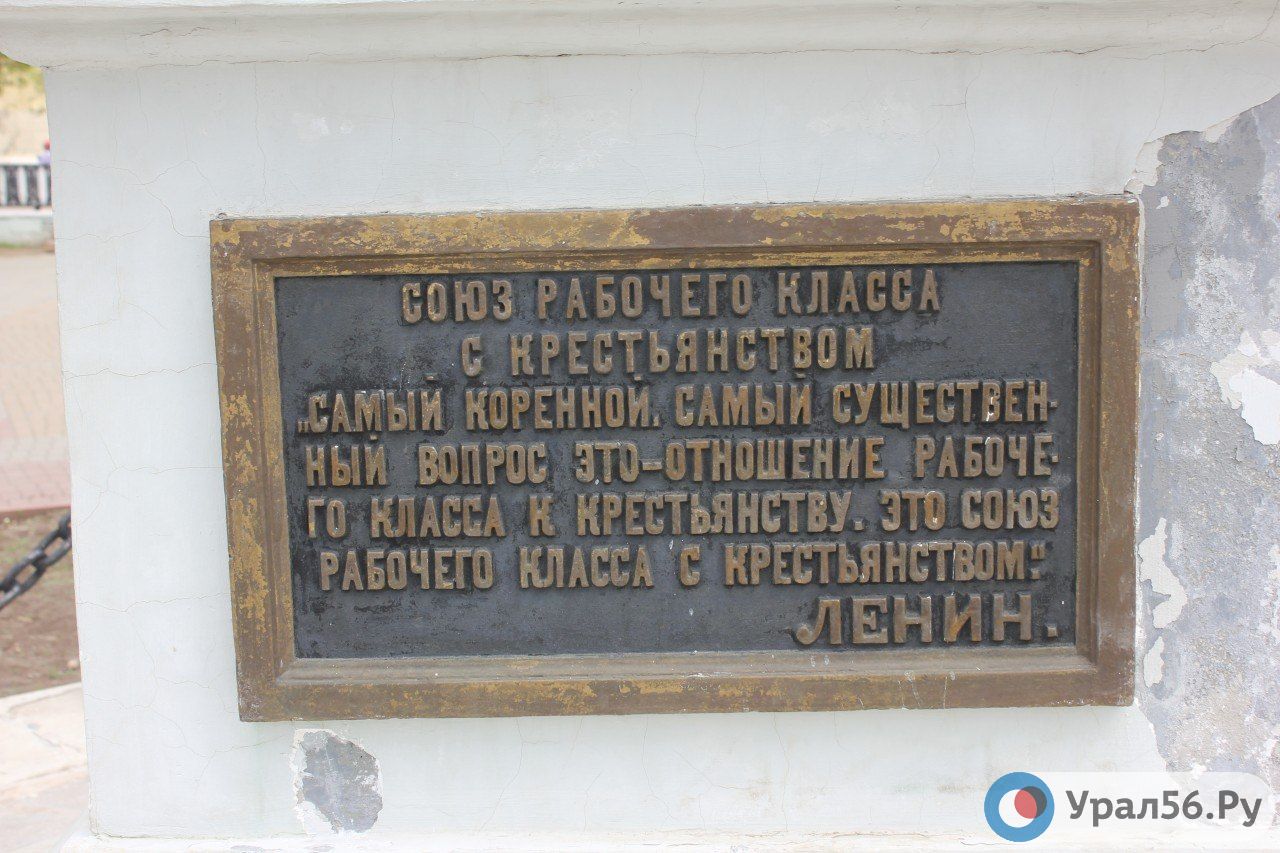 СОЮЗ РАБОЧЕГО КЛАССА
С КРЕСТЬЯНСТВОМ
„САМЫЙ КОРЕННОЙ, САМЫЙ СУЩЕСТВЕН-
НЫЙ ВОПРОС ЭТО-ОТНОШЕНИЕ РАБОЧЕ-
ГО КЛАССА К КРЕСТЬЯНСТВУ. ЭТО СОЮЗ
РАБОЧЕГО КЛАССА С КРЕСТЬЯНСТВОМ“.
ЛЕНИН.
Урал56.Ру